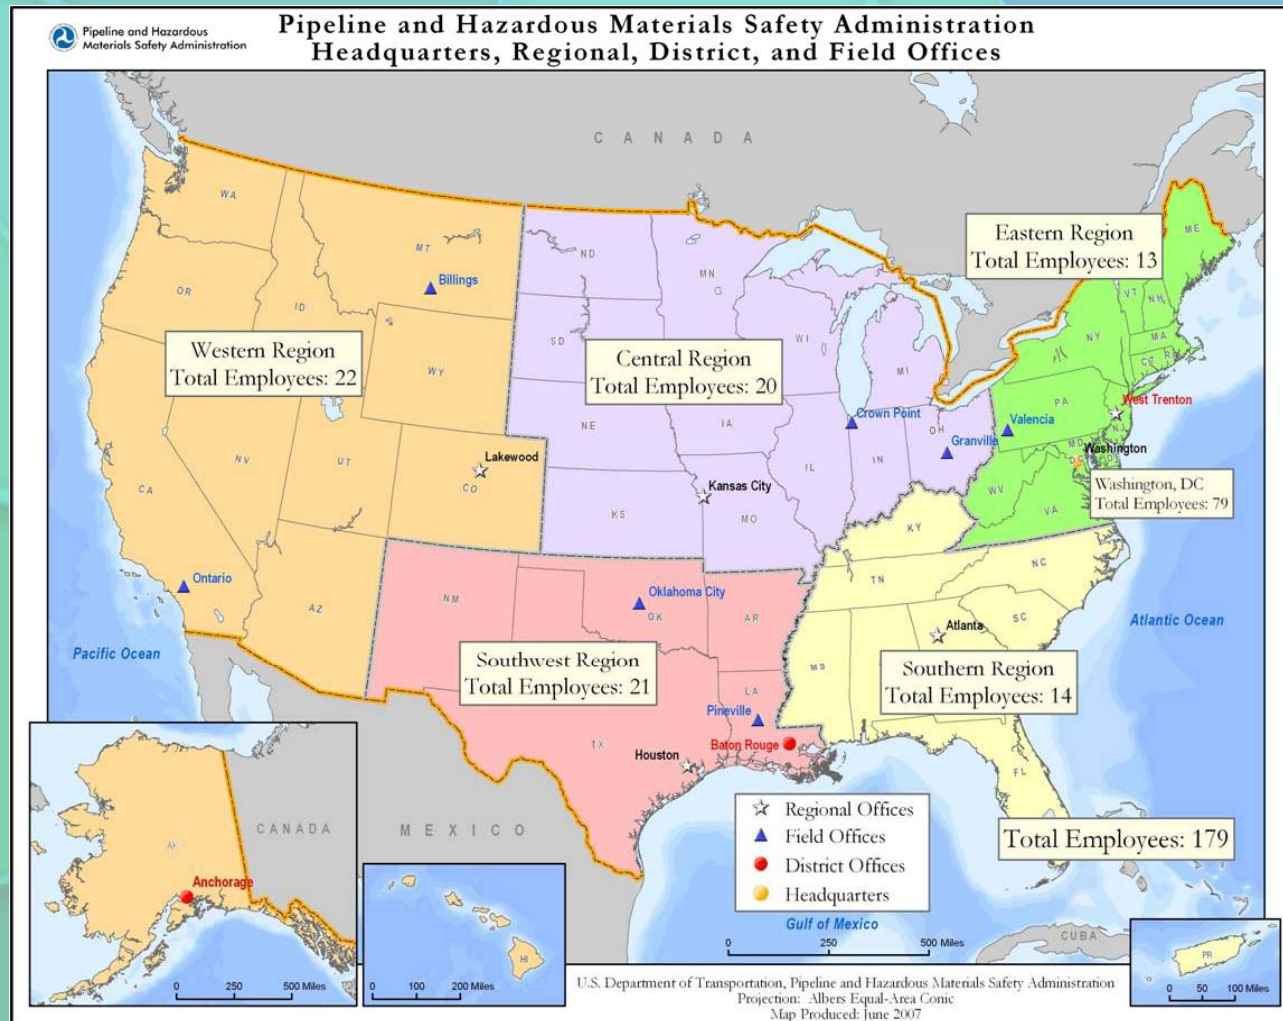 Pipeline and Hazardous
Materials Safety Administration
Pipeline and Hazardous Materials Safety Administration
Headquarters, Regional, District, and Field Offices
CANADA
WA
MT
ND
MN
ME
Eastern Region
Total Employees: 13
OR
ID
Billings
VT
NH
SD
WI
NY
MA
CT
RI
Western Region
Total Employees: 22
WY
Central Region
Total Employees: 20
MI
PA
West Trenton
NE
IA
Crown Point
OH
Valencia
NJ
Granville
MD
DE
Washington
DC
NV
UT
Lakewood
CO
IL
IN
WV
Washington, DC
Total Employees: 79
CA
Kansas City
KS
MO
VA
KY
Ontario
AZ
NM
Oklahoma City
OK
AR
TN
NC
SC
Atlanta
Atlantic Ocean
Pacific Ocean
Southwest Region
Total Employees: 21
MS
Southern Region
Total Employees: 14
LA
Pineville
TX
Baton Rouge
Houston
FL
Regional Offices
Field Offices
District Offices
Headquarters
Total Employees: 179
CANADA
MEXICO
AK
Anchorage
HI
Gulf of Mexico
CUBA
PR
0 250 500 Miles
0 250 500 Miles
0 100 200 Miles
0 50 100 Miles
U.S. Department of Transportation, Pipeline and Hazardous Materials Safety Administration
Projection: Albers Equal-Area Conic
Map Produced: June 2007